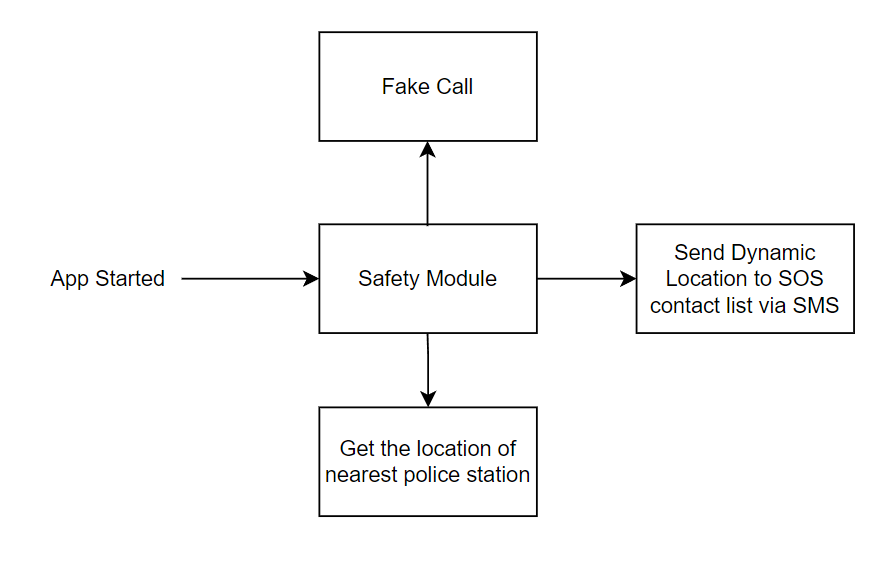 Fake Call
App Started
Safety Module
Send Dynamic
Location to SOS
contact list via SMS
Get the location of
nearest police station